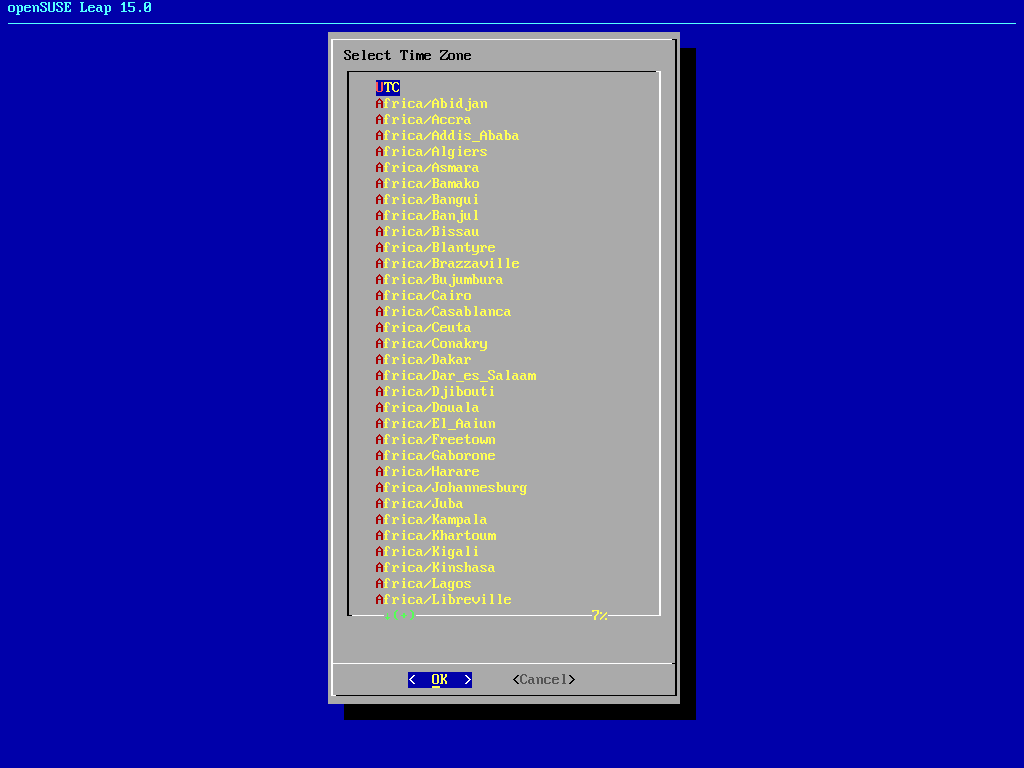 openSUSE Leap 15.0
Select Time Zone
UTC
Africa/Abidjan
Africa/Accra
Africa/Addis_Ababa
Africa/Algiers
Africa/Asmara
Africa/Bamako
Africa/Bangui
Africa/Banjul
Africa/Bissau
Africa/Blantyre
Africa/Brazzaville
Africa/Bujumbura
Africa/Cairo
Africa/Casablanca
Africa/Ceuta
Africa/Conakry
Africa/Dakar
Africa/Dar_es_Salaam
Africa/Djibouti
Africa/Douala
Africa/El_Aaiun
Africa/Freetown
Africa/Gaborone
Africa/Harare
Africa/Johannesburg
Africa/Juba
Africa/Kampala
Africa/Khartoum
Africa/Kigali
Africa/Kinshasa
Africa/Lagos
Africa/Libreville
7%
< OK > <Cancel>